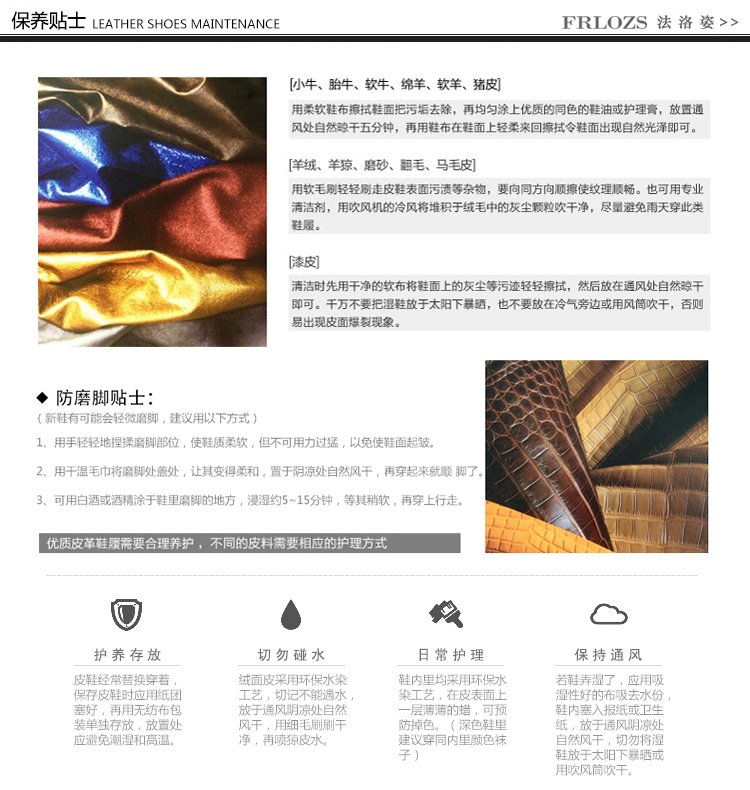 保养贴士 LEATHER SHOES MAINTENANCE
FRLOZS 法洛姿>>
[小牛、胎牛、软牛、绵羊、软羊、猪皮]
用柔软鞋布擦拭鞋面把污垢去除，再均匀涂上优质的同色的鞋油或护理膏，放置通
风处自然晾干五分钟，再用鞋布在鞋面上轻柔来回擦拭令鞋面出现自然光泽即可。
[羊绒、羊猄、磨砂、翻毛、马毛皮]
用软毛刷轻轻刷走皮鞋表面污渍等杂物，要向同方向顺擦使纹理顺畅。也可用专业
清洁剂，用吹风机的冷风将堆积于绒毛中的灰尘颗粒吹干净，尽量避免雨天穿此类
鞋履。
[漆皮]
清洁时先用干净的软布将鞋面上的灰尘等污迹轻轻擦拭，然后放在通风处自然晾干
即可。千万不要把湿鞋放于太阳下暴晒，也不要放在冷气旁边或用风筒吹干，否则
易出现皮面爆裂现象。
◆ 防磨脚贴士：
（新鞋有可能会轻微磨脚，建议用以下方式）
1、用手轻轻地捏揉磨脚部位，使鞋质柔软，但不可用力过猛，以免使鞋面起皱。
2、用干温毛巾将磨脚处盖处，让其变得柔和，置于阴凉处自然风干，再穿起来就顺 脚了。
3、可用白酒或酒精涂于鞋里磨脚的地方，浸湿约5~15分钟，等其稍软，再穿上行走。
优质皮革鞋履需要合理养护，不同的皮料需要相应的护理方式
护养存放
皮鞋经常替换穿着，
保存皮鞋时应用纸团
塞好，再用无纺布包
装单独存放，放置处
应避免潮湿和高温。
切勿碰水
绒面皮采用环保水染
工艺，切记不能遇水，
放于通风阴凉处自然
风干，用细毛刷刷干
净，再喷猄皮水。
日常护理
鞋内里均采用环保水
染工艺，在皮表面上
一层薄薄的蜡，可预
防掉色。（深色鞋里
建议穿同内里颜色袜
子）
保持通风
若鞋弄湿了，应用吸
湿性好的布吸去水份，
鞋内塞入报纸或卫生
纸，放于通风阴凉处
自然风干，切勿将湿
鞋放于太阳下暴晒或
用吹风筒吹干。